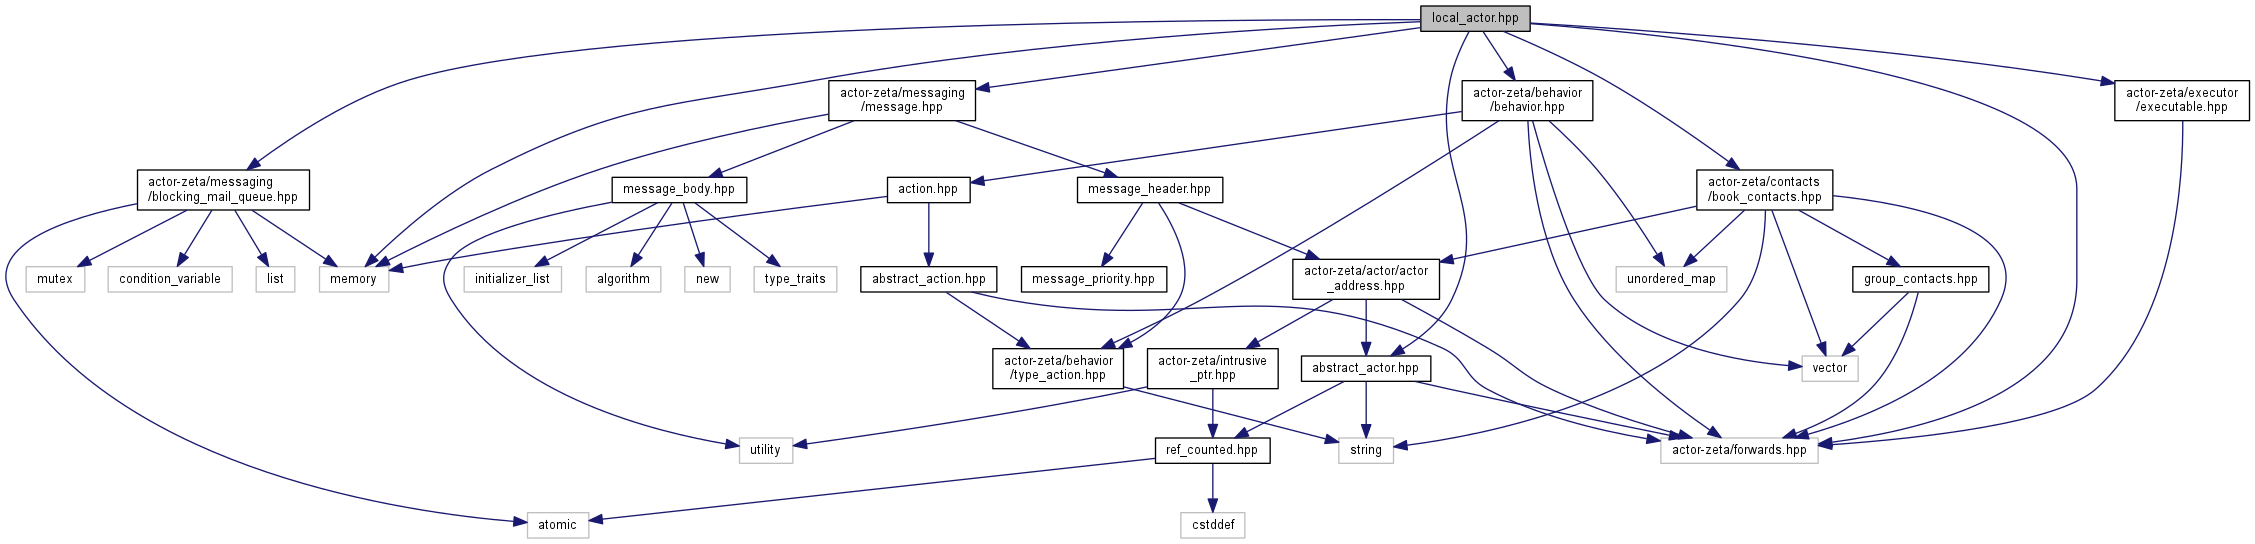 local_actor.hpp
actor-zeta/messaging
/message.hpp
actor-zeta/behavior
/behavior.hpp
actor-zeta/executor
/executable.hpp
actor-zeta/messaging
/blocking_mail_queue.hpp
message_body.hpp
action.hpp
message_header.hpp
actor-zeta/contacts
/book_contacts.hpp
mutex
condition_variable
list
memory
initializer_list
algorithm
new
type_traits
abstract_action.hpp
message_priority.hpp
actor-zeta/actor/actor
_address.hpp
unordered_map
group_contacts.hpp
actor-zeta/behavior
/type_action.hpp
actor-zeta/intrusive
_ptr.hpp
abstract_actor.hpp
vector
utility
ref_counted.hpp
string
actor-zeta/forwards.hpp
atomic
cstddef